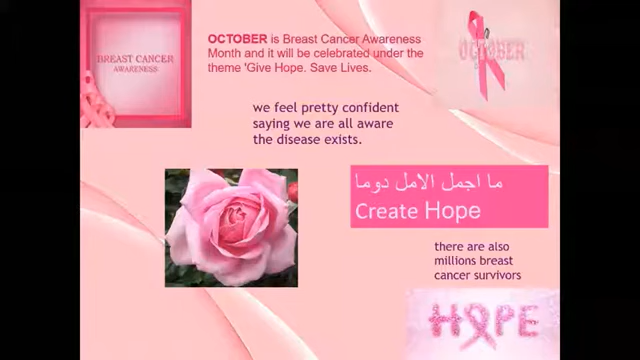 BREAST CANCER
AWARENESS
OCTOBER is Breast Cancer Awareness
Month and it will be celebrated under the
theme 'Give Hope. Save Lives.
OCTOBER
we feel pretty confident
saying we are all aware
the disease exists.
ما اجمل الامل دوما
Create Hope
there are also
millions breast
cancer survivors
HOPE